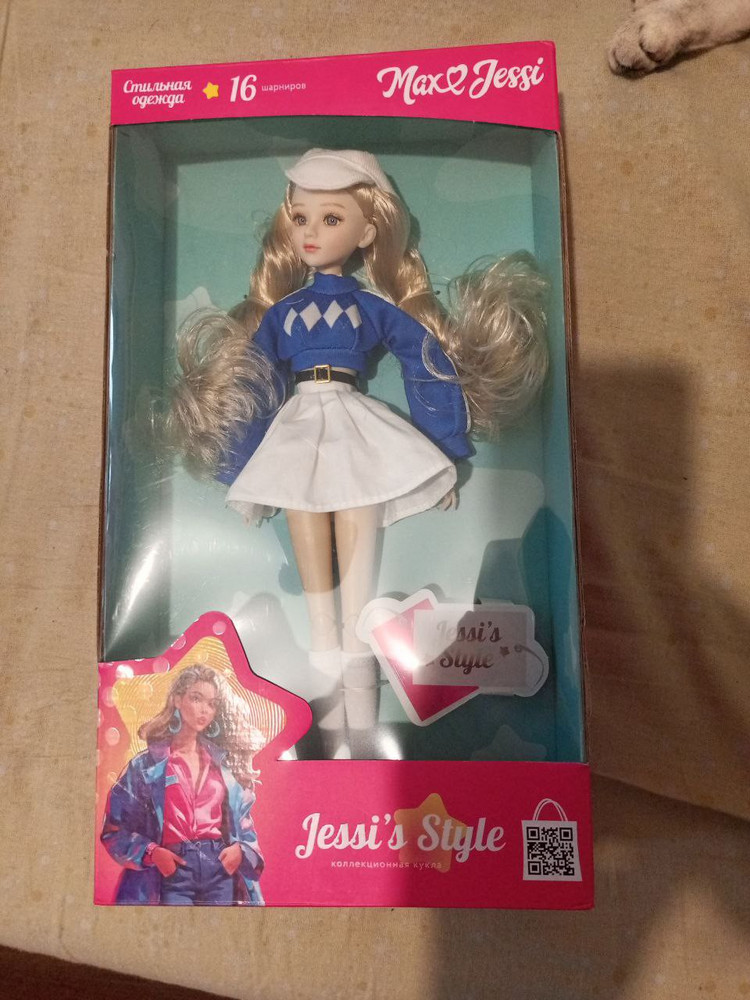 Стильная
одежда
16 шарниров
Max Jessi
Jessi's
Style
Jessi's Style
коллекционная кукла